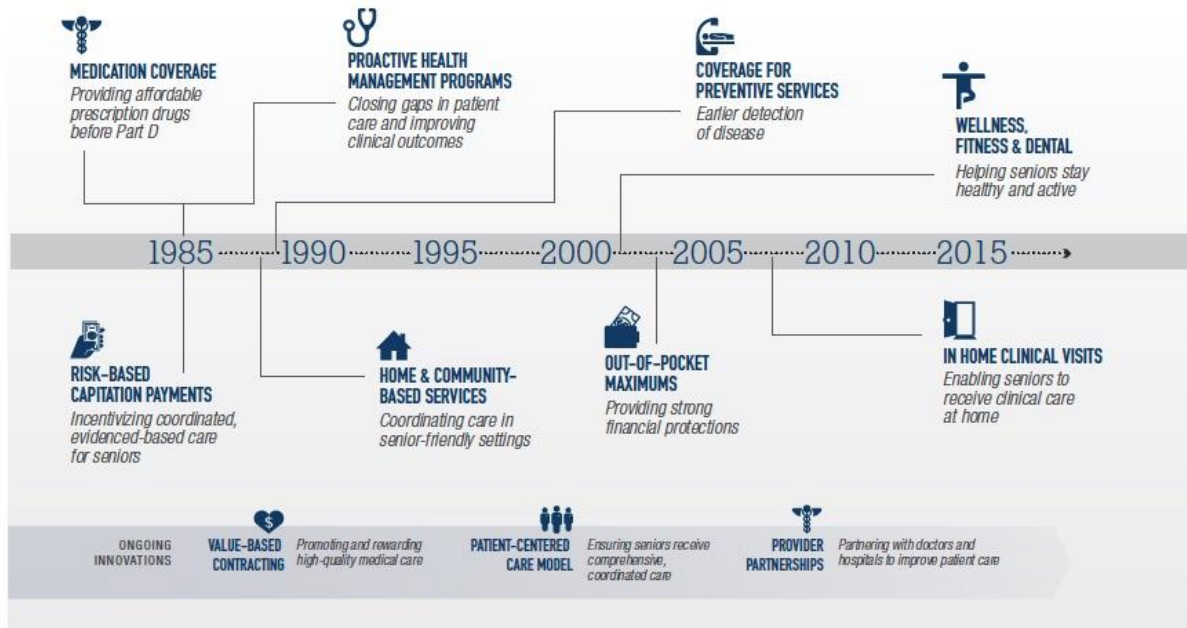 MEDICATION COVERAGE
Providing affordable
prescription drugs
before Part D
PROACTIVE HEALTH
MANAGEMENT PROGRAMS
Closing gaps in patient
care and improving
clinical outcomes
COVERAGE FOR
PREVENTIVE SERVICES
Earlier detection
of disease
WELLNESS,
FITNESS & DENTAL
Helping seniors stay
healthy and active
1985 1990 1995 2000 2005 2010 2015
RISK-BASED
CAPITATION PAYMENTS
Incentivizing coordinated,
evidenced-based care
for seniors
HOME & COMMUNITY-
BASED SERVICES
Coordinating care in
senior-friendly settings
OUT-OF-POCKET
MAXIMUMS
Providing strong
financial protections
IN HOME CLINICAL VISITS
Enabling seniors to
receive clinical care
at home
ONGOING
INNOVATIONS
$
VALUE-BASED
CONTRACTING
Promoting and rewarding
high-quality medical care
PATIENT-CENTERED
CARE MODEL
Ensuring seniors receive
comprehensive,
coordinated care
PROVIDER
PARTNERSHIPS
Partnering with doctors and
hospitals to improve patient care